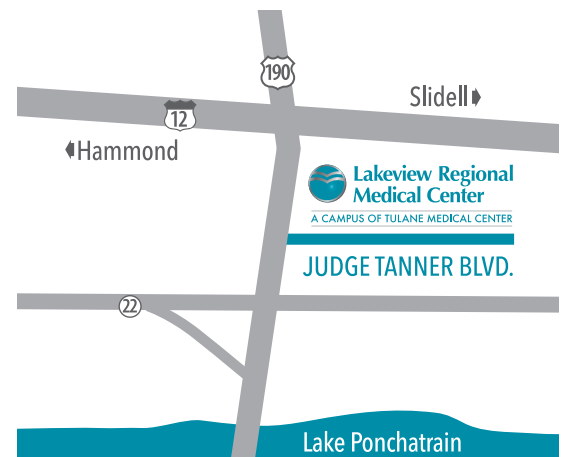 190
Slidell
12
Hammond
Lakeview Regional
Medical Center
A CAMPUS OF TULANE MEDICAL CENTER
JUDGE TANNER BLVD.
22
Lake Ponchatrain